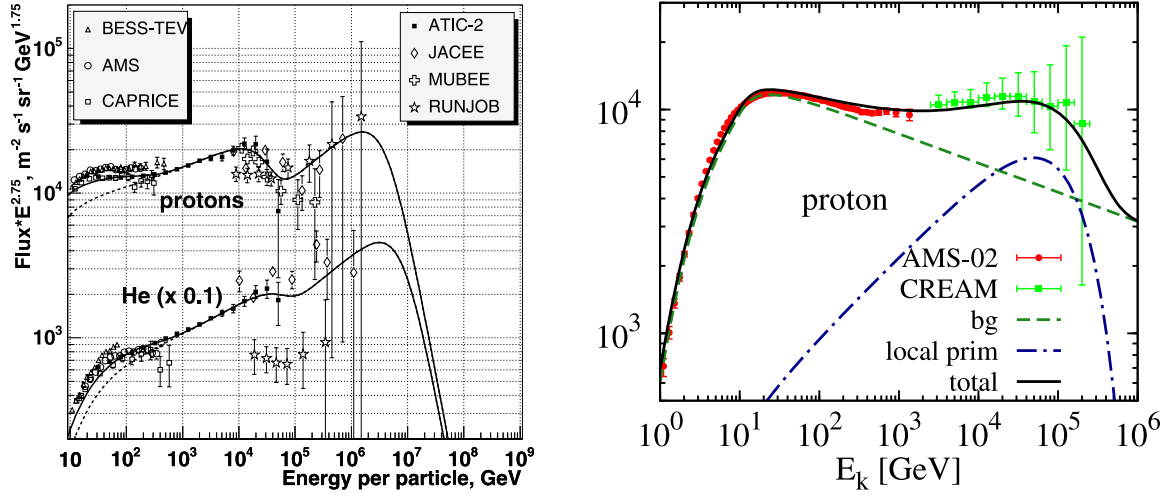 BESS-TEV
AMS
CAPRICE
ATIC-2
JACEE
MUBEE
RUNJOB
Flux*E^2.75, m^-2 s^-1 sr^-1 GeV^1.75
10^5
10^4
10^3
protons
He (x 0.1)
10 10^2 10^3 10^4 10^5 10^6 10^7 10^8 10^9
Energy per particle, GeV
10^4
10^3
proton
AMS-02
CREAM
bg
local prim
total
10^0 10^1 10^2 10^3 10^4 10^5 10^6
E_k [GeV]